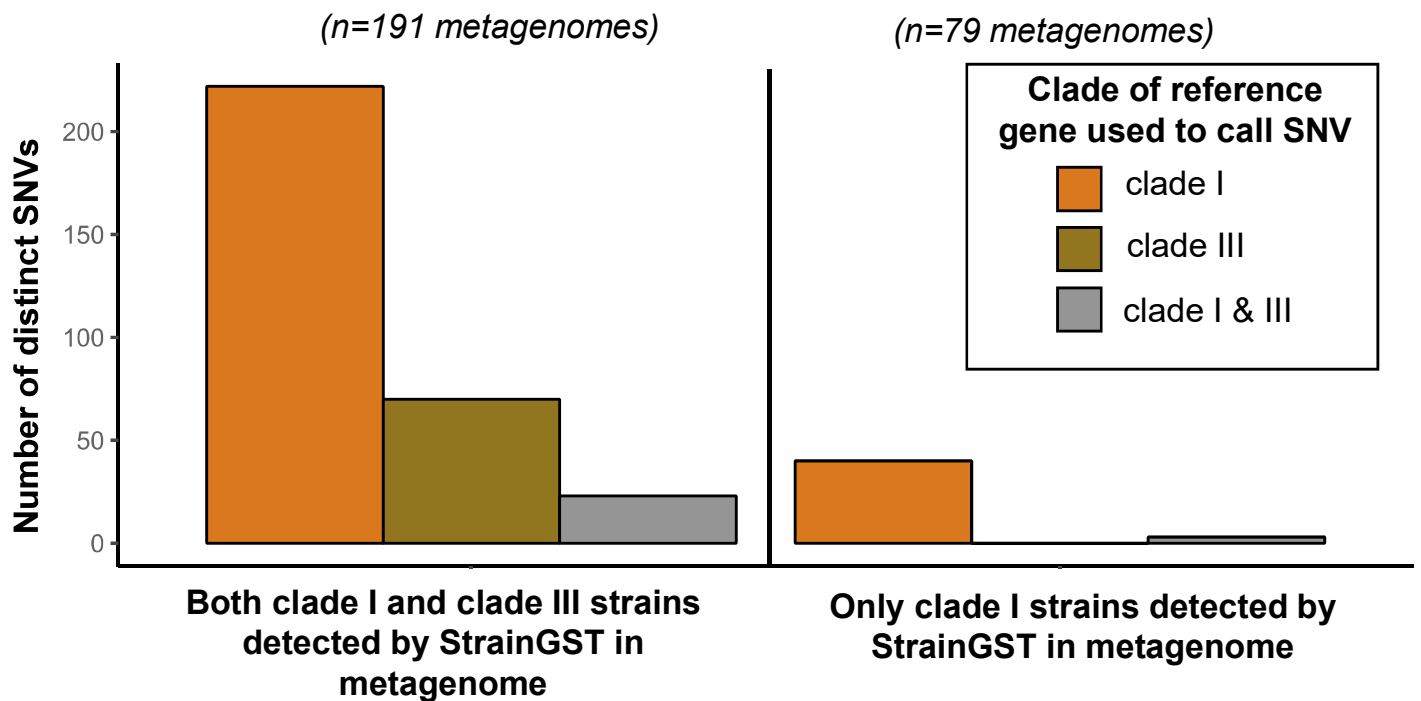 (n=191 metagenomes)
(n=79 metagenomes)
Number of distinct SNVs
200
150
100
50
0
Clade of reference
gene used to call SNV
clade I
clade III
clade I & III
Both clade I and clade III strains
detected by StrainGST in
metagenome
Only clade I strains detected by
StrainGST in metagenome